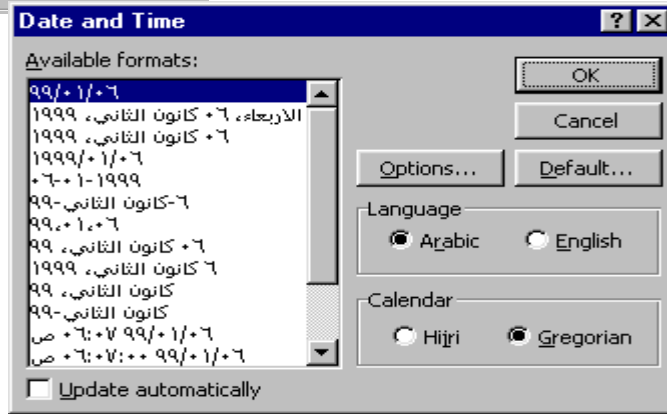 Date and Time
Available formats:
٩٩/٠١/٠٦
الاربعاء، ٠٦ كانون الثاني، ١٩٩٩
٠٦ كانون الثاني، ١٩٩٩
١٩٩٩/٠١/٠٦
١٩٩٩-٠١-٠٦
٦-كانون الثاني-٩٩
٩٩،٠١،٠٦
٠٦ كانون الثاني، ٩٩
٦ كانون الثاني، ١٩٩٩
كانون الثاني، ٩٩
كانون الثاني-٩٩
٩٩/٠١/٠٦ ٠٦:٠٧ ص
٩٩/٠١/٠٦ ٠٦:٠٧:٠٠ ص
Update automatically
OK
Cancel
Options... Default...
Language
Arabic English
Calendar
Hijri Gregorian